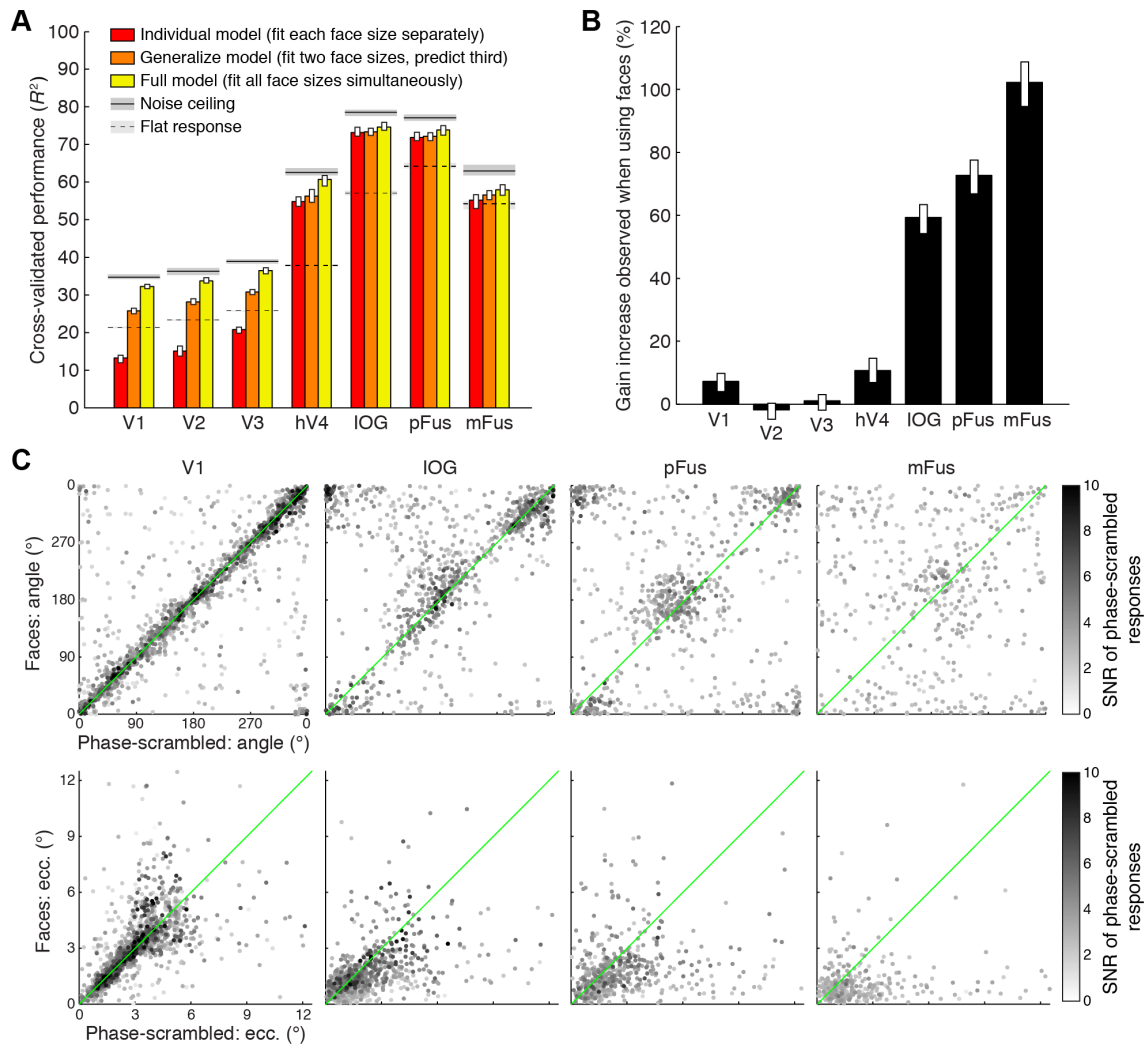 A
Cross-validated performance (R²)
100
90
80
70
60
50
40
30
20
10
0
Individual model (fit each face size separately)
Generalize model (fit two face sizes, predict third)
Full model (fit all face sizes simultaneously)
Noise ceiling
Flat response
V1 V2 V3 hV4 IOG pFus mFus
B
Gain increase observed when using faces (%)
120
100
80
60
40
20
0
V1 V2 V3 hV4 IOG pFus mFus
C
V1 IOG pFus mFus
Faces: angle (°)
0
270
180
90
0
0 90 180 270 0
Phase-scrambled: angle (°)
10
8
6
4
2
0
SNR of phase-scrambled
responses
Faces: ecc. (°)
12
9
6
3
0
0 3 6 9 12
Phase-scrambled: ecc. (°)
10
8
6
4
2
0
SNR of phase-scrambled
responses